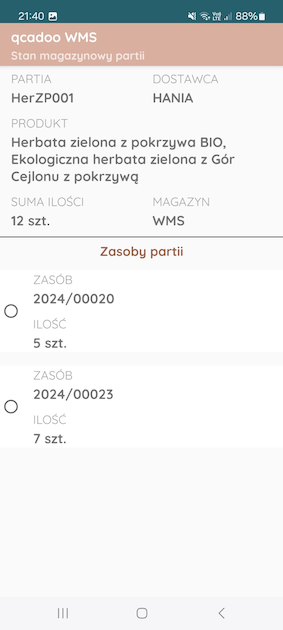 21:40
88%
qcadoo WMS
Stan magazynowy partii
PARTIA DOSTAWCA
HerZP001 HANIA
PRODUKT
Herbata zielona z pokrzywa BIO,
Ekologiczna herbata zielona z Gór
Cejlonu z pokrzywą
SUMA ILOŚCI MAGAZYN
12 szt. WMS
Zasoby partii
ZASÓB
2024/00020
ILOŚĆ
5 szt.
ZASÓB
2024/00023
ILOŚĆ
7 szt.